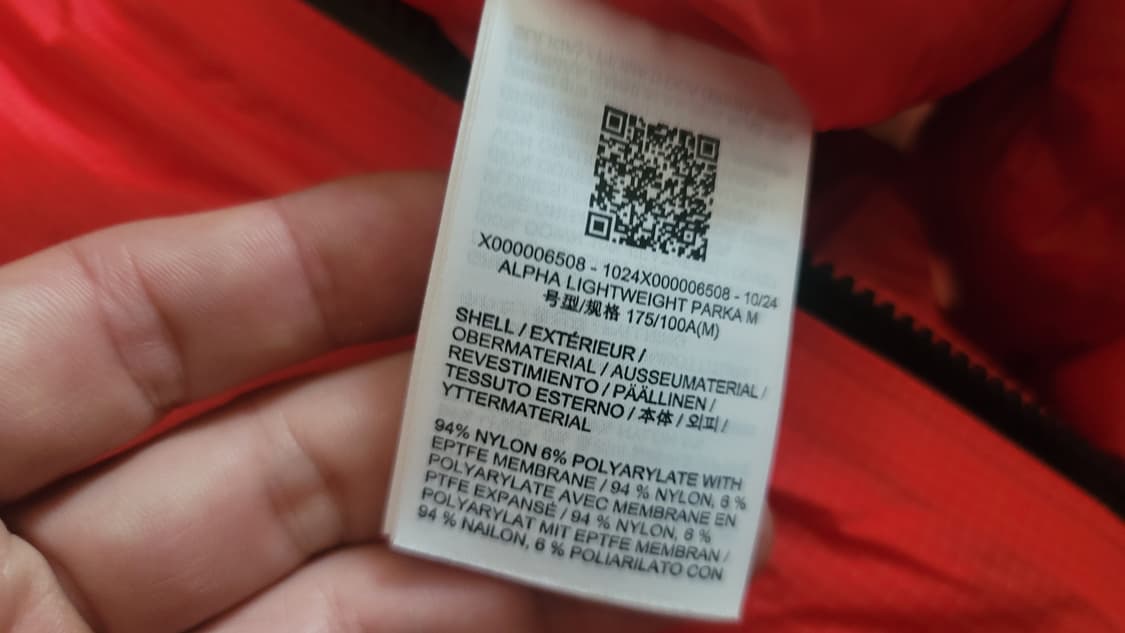 X000006508 - 1024X000006508 - 10/24
ALPHA LIGHTWEIGHT PARKA M
号型/规格 175/100A(M)
SHELL / EXTÉRIEUR /
OBERMATERIAL / AUSSEUMATERIAL /
REVESTIMIENTO / PÄÄLLINEN /
TESSUTO ESTERNO / 本体 / 외피 /
YTTERMATERIAL
94% NYLON 6% POLYARYLATE WITH
EPTFE MEMBRANE / 94 % NYLON, 6 %
POLYARYLATE AVEC MEMBRANE EN
PTFE EXPANSÉ / 94 % NYLON, 6 %
POLYARYLAT MIT EPTFE MEMBRAN /
94 % NAILON, 6 % POLIARILATO CON